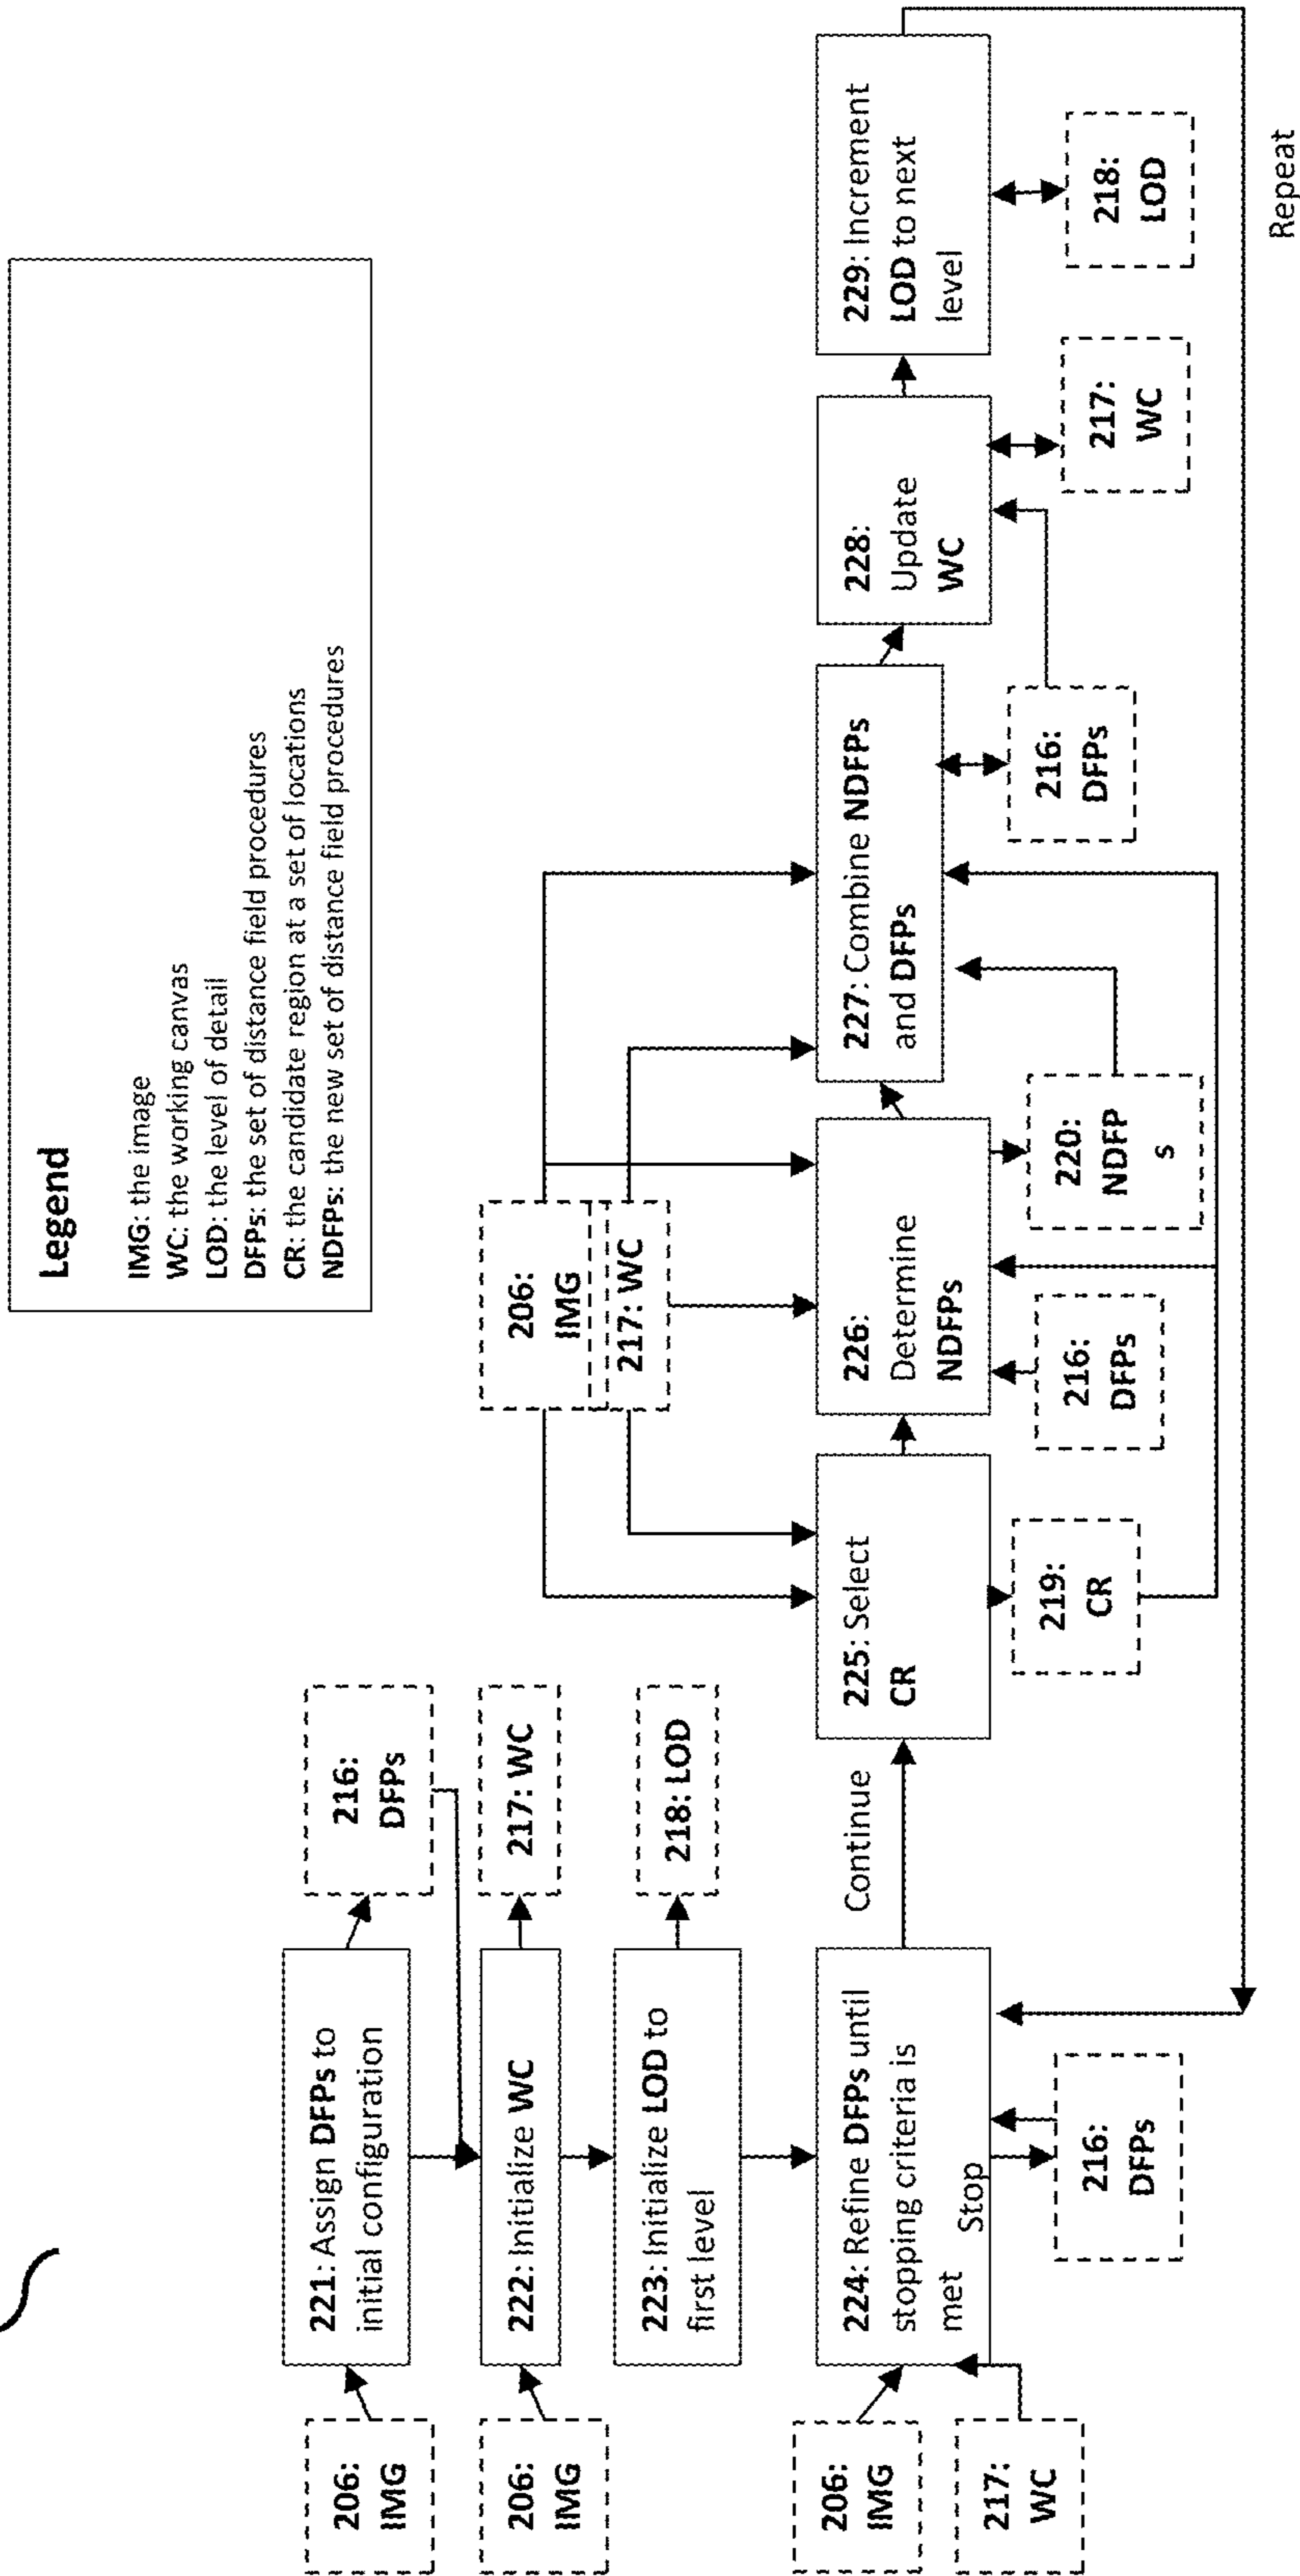 Legend
IMG: the image
WC: the working canvas
LOD: the level of detail
DFPs: the set of distance field procedures
CR: the candidate region at a set of locations
NDFPs: the new set of distance field procedures
206:
IMG
221: Assign DFPs to
initial configuration
216:
DFPs
206:
IMG
222: Initialize WC
217: WC
223: Initialize LOD to
first level
218: LOD
206:
IMG
217:
WC
224: Refine DFPs until
stopping criteria is
met
Stop
216:
DFPs
Continue
206:
IMG
217: WC
225: Select
CR
219:
CR
226:
Determine
NDFPs
216:
DFPs
220:
NDFP
s
227: Combine NDFPs
and DFPs
216:
DFPs
228:
Update
WC
217:
WC
229: Increment
LOD to next
level
218:
LOD
Repeat